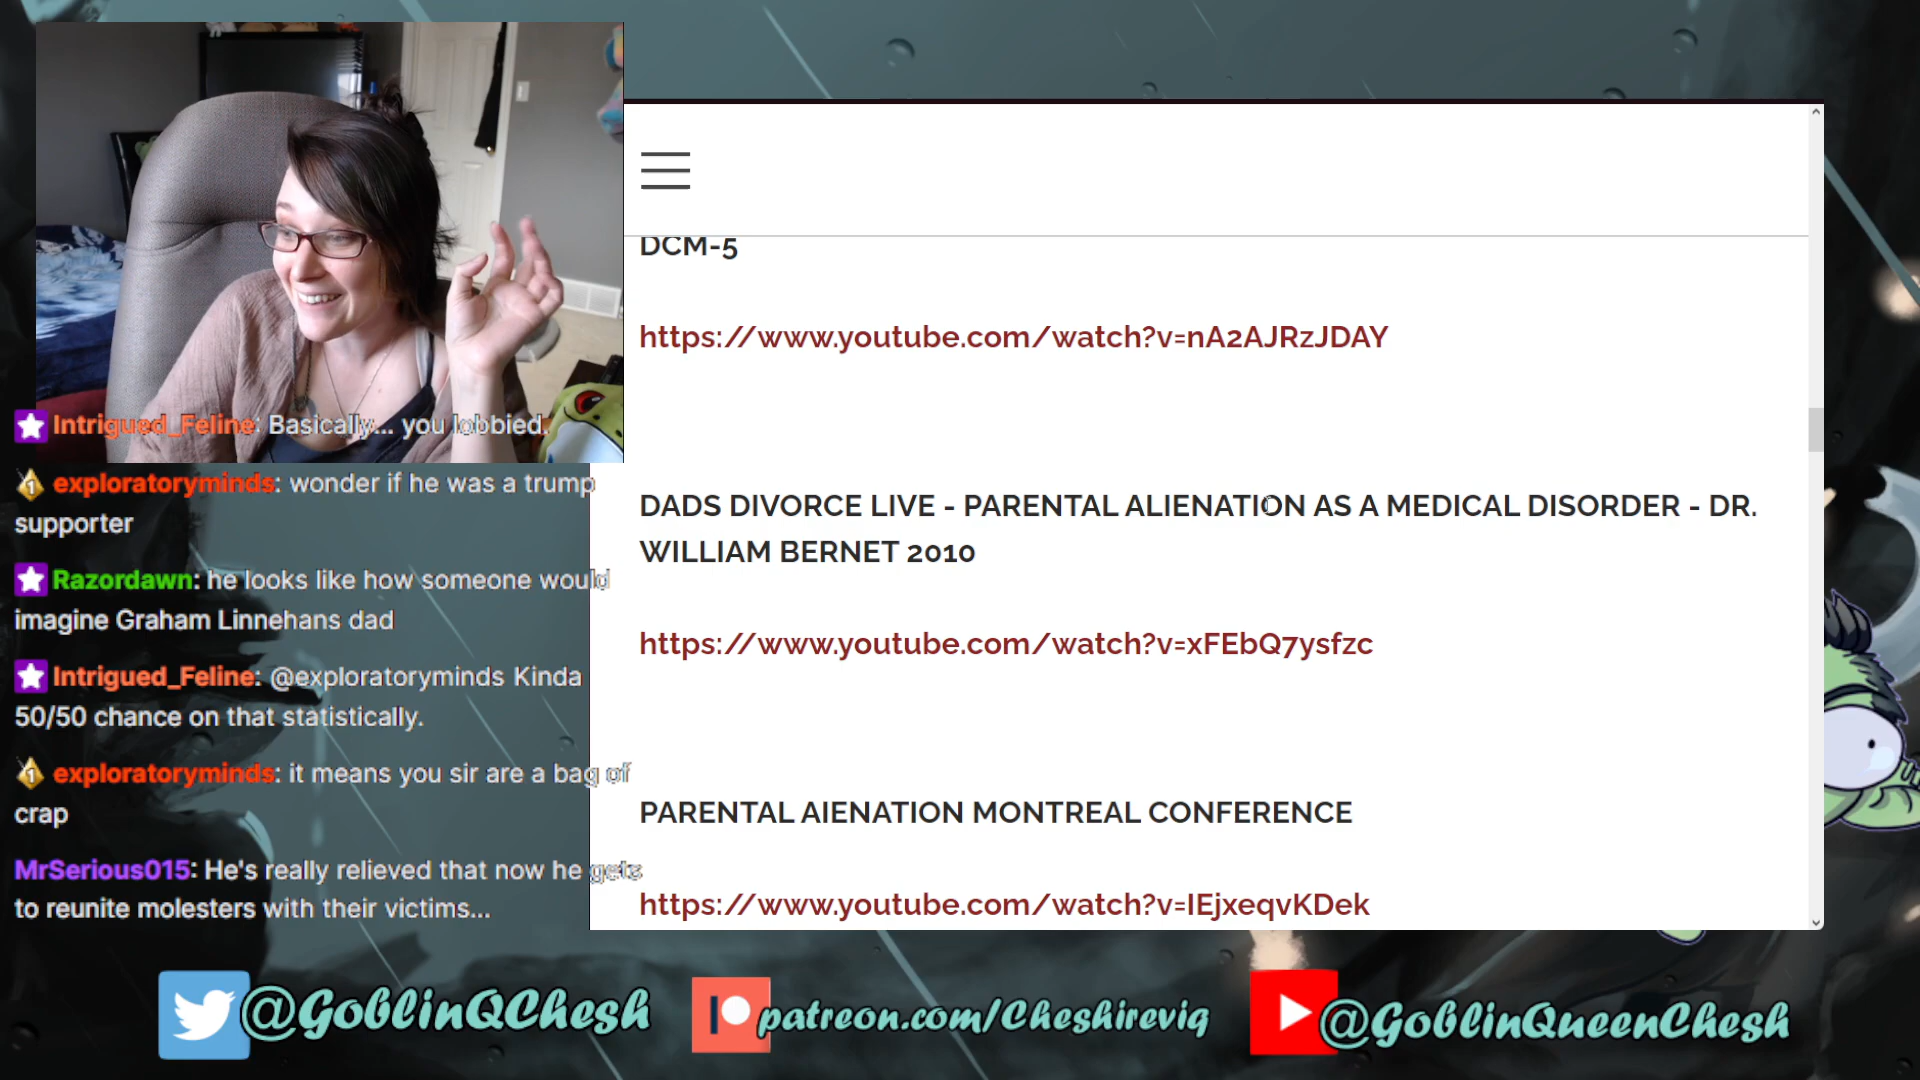 Intrigued_Feline: Basically... you lobbied.
exploratoryminds: wonder if he was a trump
supporter
Razordawn: he looks like how someone would
imagine Graham Linnehans dad
Intrigued_Feline: @exploratoryminds Kinda
50/50 chance on that statistically.
exploratoryminds: it means you sir are a bag of
crap
MrSerious015: He's really relieved that now he gets
to reunite molesters with their victims...
DCM-5
https://www.youtube.com/watch?v=nA2AJRzJDAY
DADS DIVORCE LIVE - PARENTAL ALIENATION AS A MEDICAL DISORDER - DR.
WILLIAM BERNET 2010
https://www.youtube.com/watch?v=xFEbQ7ysfzc
PARENTAL AIENATION MONTREAL CONFERENCE
https://www.youtube.com/watch?v=IEjxeqvKDek
@GoblinQChesh
patreon.com/Cheshireviq
@GoblinQueenChesh